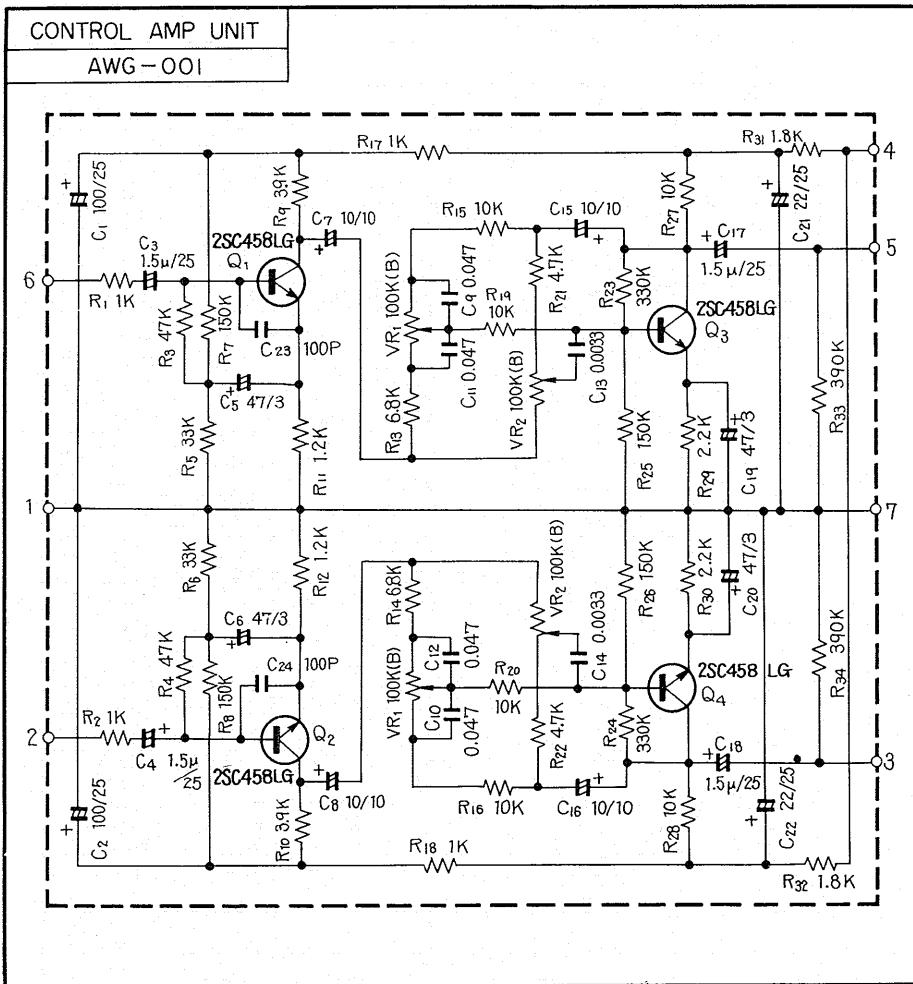 CONTROL AMP UNIT
AWG-001
R31 1.8K
4
R17 1K
C1 100/25
R9 3.9K
C7 10/10
R15 10K
C15 10/10
R27 10K
C21 22/25
C17
1.5μ/25
5
2SC458LG
Q1
C3
1.5μ/25
6
R1 1K
R3 47K
R7 150K
C23 100P
C5 47/3
VR1 100K(B)
C9 0.047
C11 0.047
R19
10K
R21 4.7K
VR2 100K(B)
C13 0.0033
R23
330K
2SC458LG
Q3
R13 6.8K
R5 33K
R11 1.2K
R25 150K
R29 2.2K
C19 47/3
R33 390K
1
7
R6 33K
R12 1.2K
R14 6.8K
VR2 100K(B)
R26 150K
R30 2.2K
C20 47/3
C6 47/3
R4 47K
C24 100P
R8 150K
VR1 100K(B)
C12 0.047
C10 0.047
R20
10K
C14 0.0033
R22 4.7K
R24
330K
2SC458 LG
Q4
R34 390K
2
R2 1K
C4 1.5μ/25
Q2
2SC458LG
C8 10/10
R16 10K
C16 10/10
C18
1.5μ/25
3
C2 100/25
R10 3.9K
R18 1K
R28 10K
C22 22/25
R32 1.8K